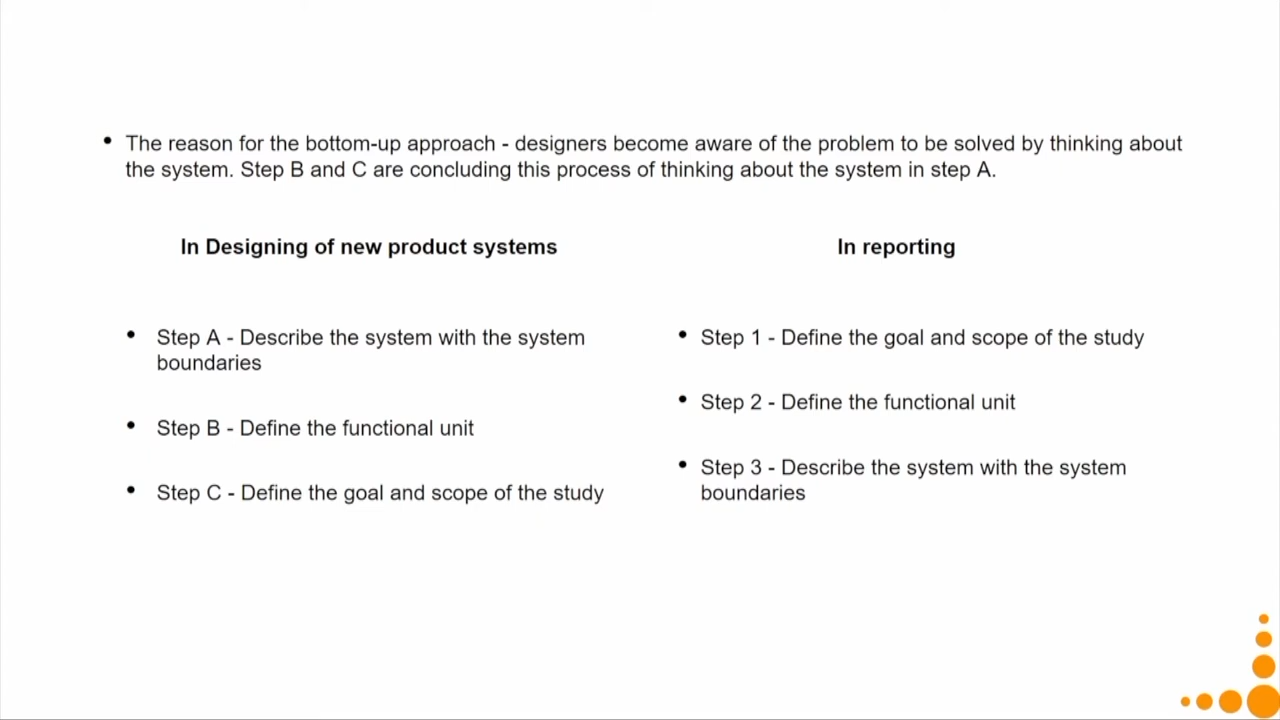 • The reason for the bottom-up approach - designers become aware of the problem to be solved by thinking about
the system. Step B and C are concluding this process of thinking about the system in step A.
In Designing of new product systems
• Step A - Describe the system with the system
boundaries
• Step B - Define the functional unit
• Step C - Define the goal and scope of the study
In reporting
• Step 1 - Define the goal and scope of the study
• Step 2 - Define the functional unit
• Step 3 - Describe the system with the system
boundaries